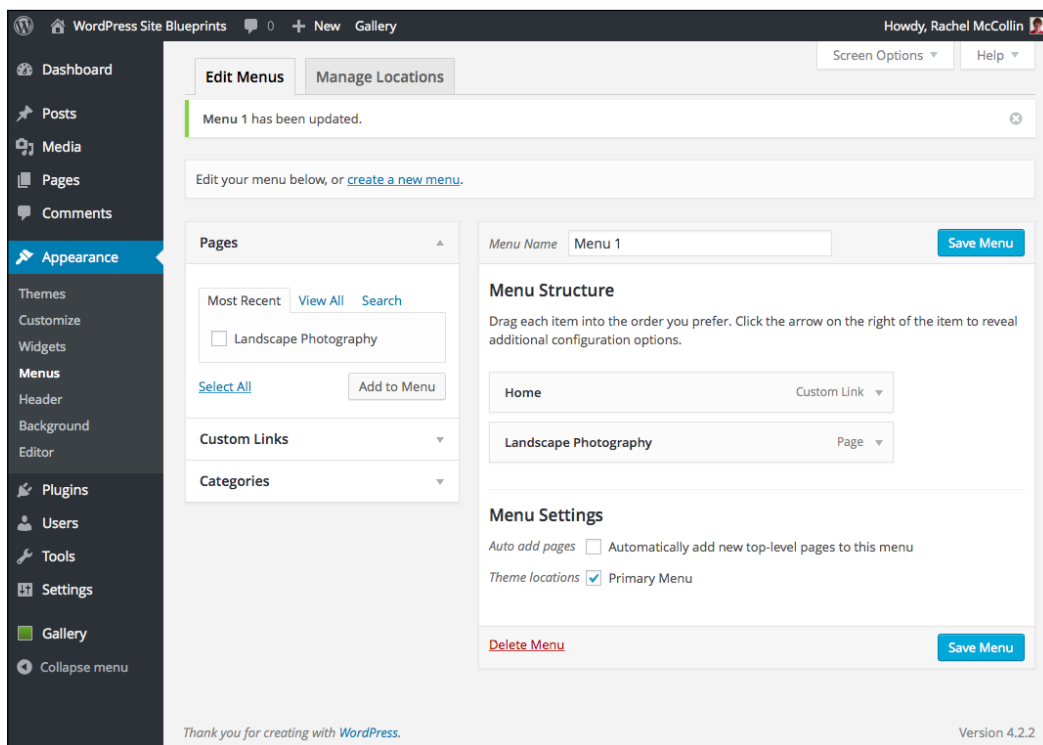 WordPress Site Blueprints 0 + New Gallery Howdy, Rachel McCollin
Screen Options Help
Dashboard
Posts
Media
Pages
Comments
Appearance
Themes
Customize
Widgets
Menus
Header
Background
Editor
Plugins
Users
Tools
Settings
Gallery
Collapse menu
Edit Menus Manage Locations
Menu 1 has been updated.
Edit your menu below, or create a new menu.
Pages
Most Recent View All Search
Landscape Photography
Select All Add to Menu
Custom Links
Categories
Menu Name Menu 1 Save Menu
Menu Structure
Drag each item into the order you prefer. Click the arrow on the right of the item to reveal
additional configuration options.
Home Custom Link
Landscape Photography Page
Menu Settings
Auto add pages Automatically add new top-level pages to this menu
Theme locations Primary Menu
Delete Menu Save Menu
Thank you for creating with WordPress. Version 4.2.2